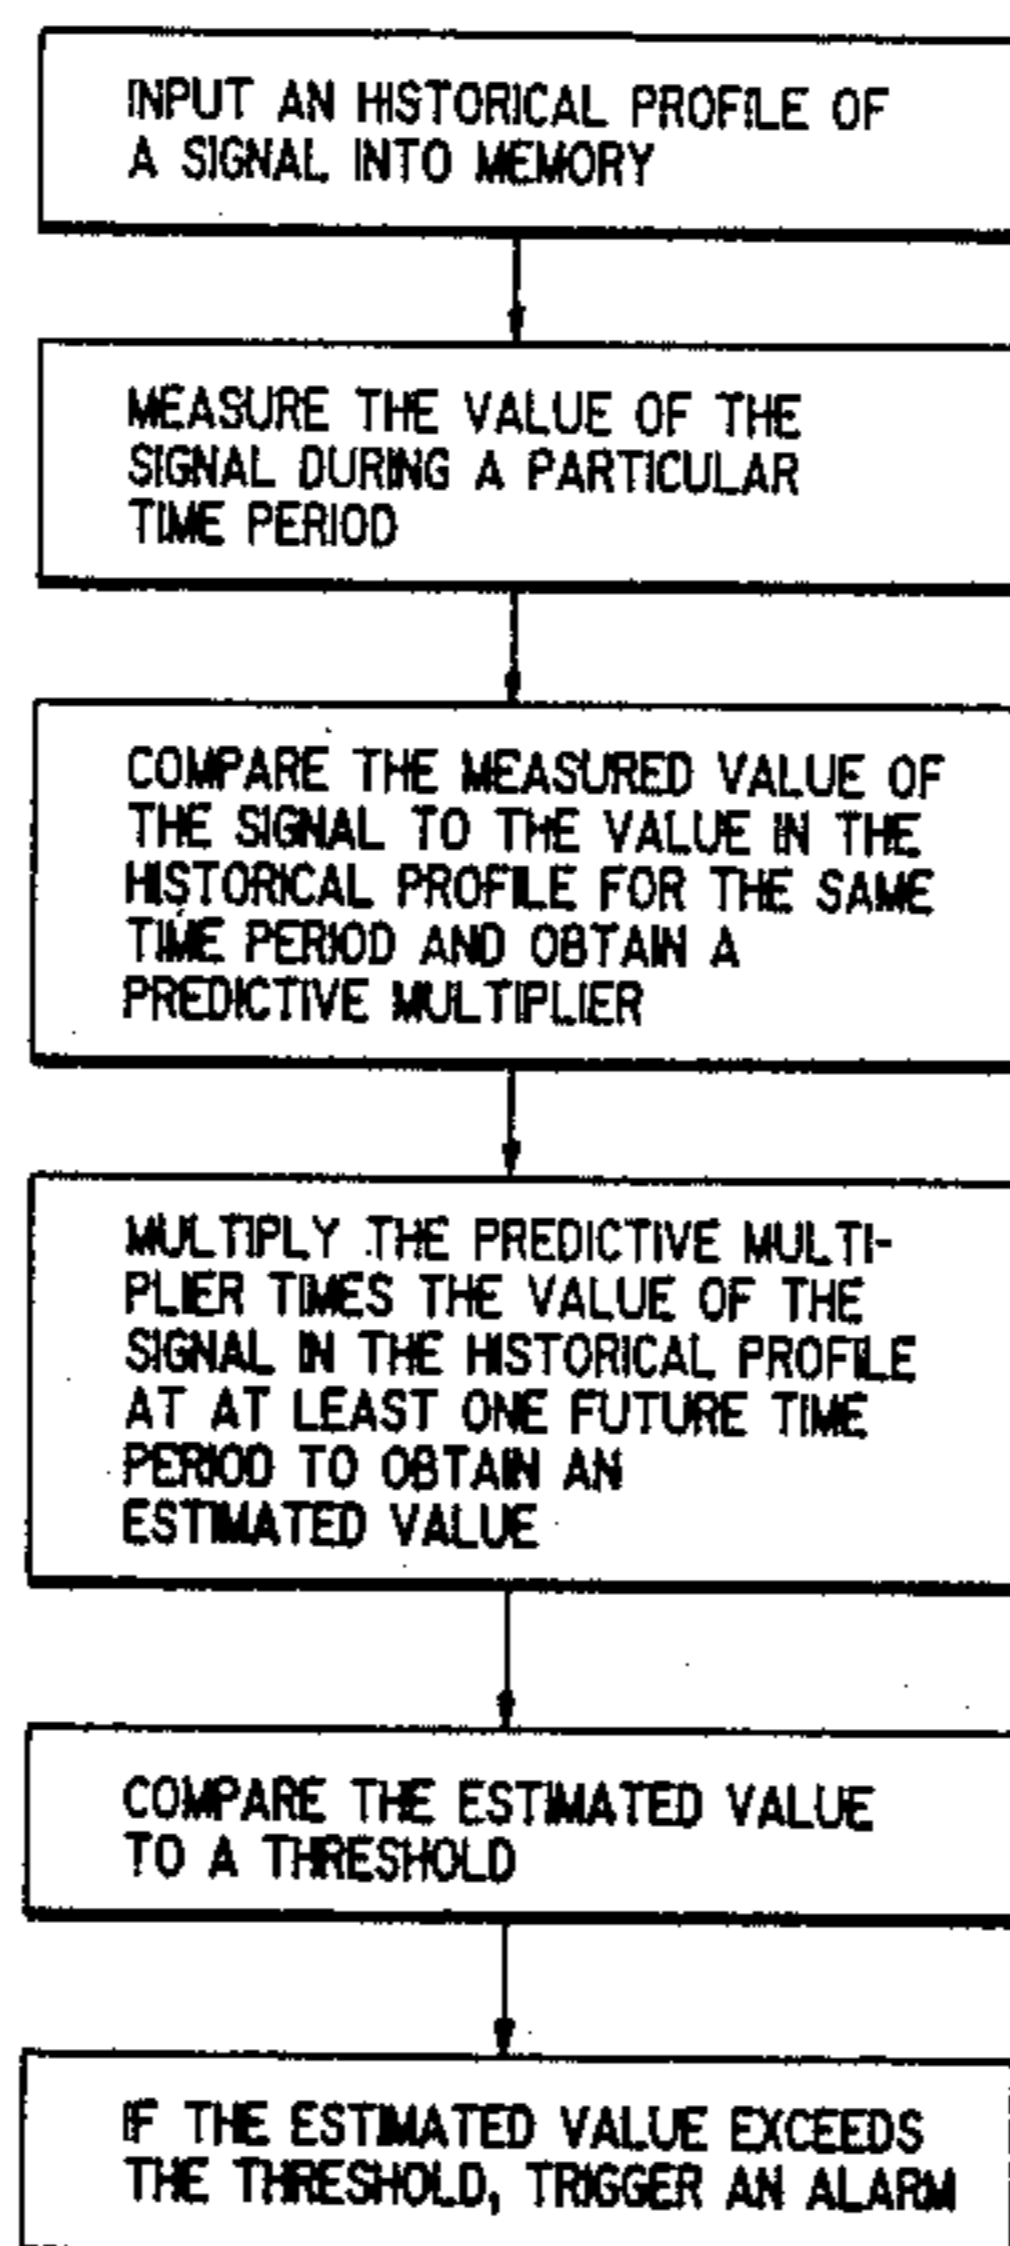 INPUT AN HISTORICAL PROFILE OF
A SIGNAL INTO MEMORY
MEASURE THE VALUE OF THE
SIGNAL DURING A PARTICULAR
TIME PERIOD
COMPARE THE MEASURED VALUE OF
THE SIGNAL TO THE VALUE IN THE
HISTORICAL PROFILE FOR THE SAME
TIME PERIOD AND OBTAIN A
PREDICTIVE MULTIPLIER
MULTIPLY THE PREDICTIVE MULTI-
PLIER TIMES THE VALUE OF THE
SIGNAL IN THE HISTORICAL PROFILE
AT AT LEAST ONE FUTURE TIME
PERIOD TO OBTAIN AN
ESTIMATED VALUE
COMPARE THE ESTIMATED VALUE
TO A THRESHOLD
IF THE ESTIMATED VALUE EXCEEDS
THE THRESHOLD, TRIGGER AN ALARM